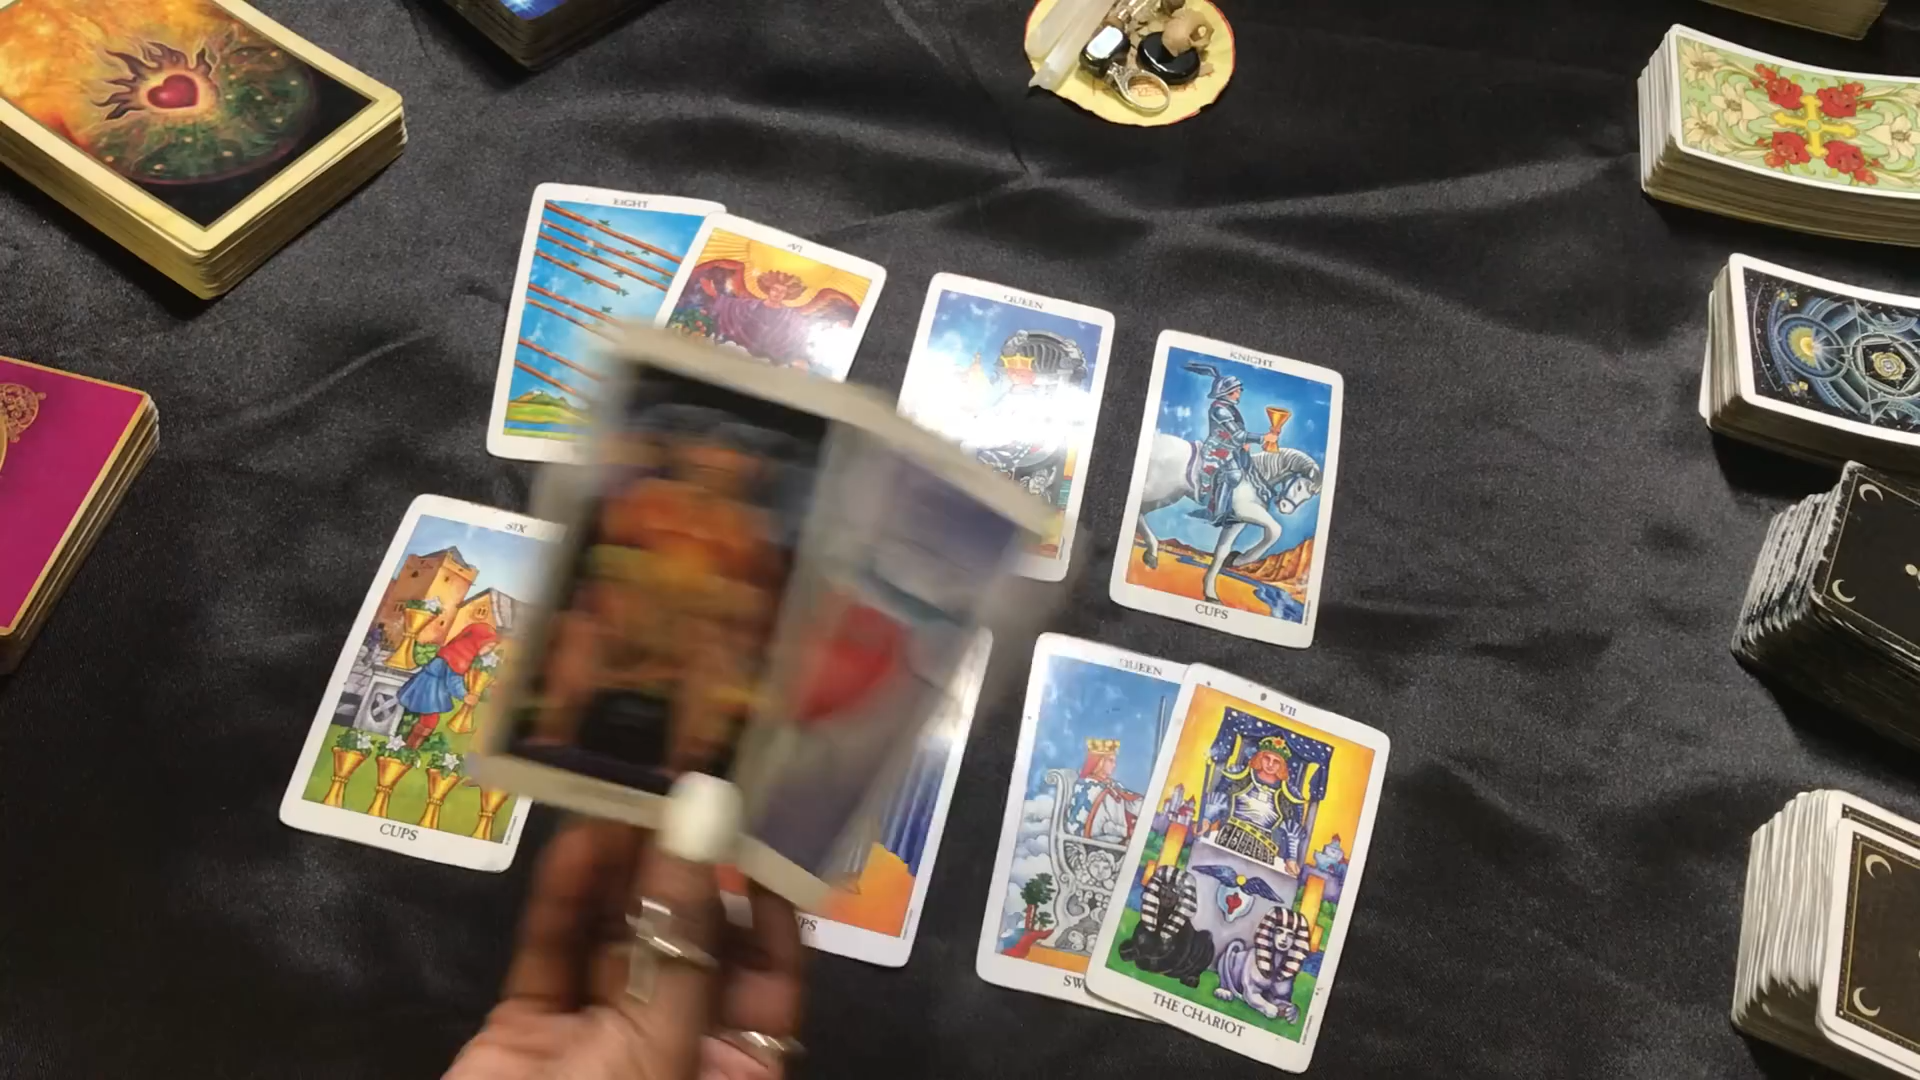 EIGHT
VI
QUEEN
KNIGHT
CUPS
SIX
CUPS
QUEEN
VII
THE CHARIOT